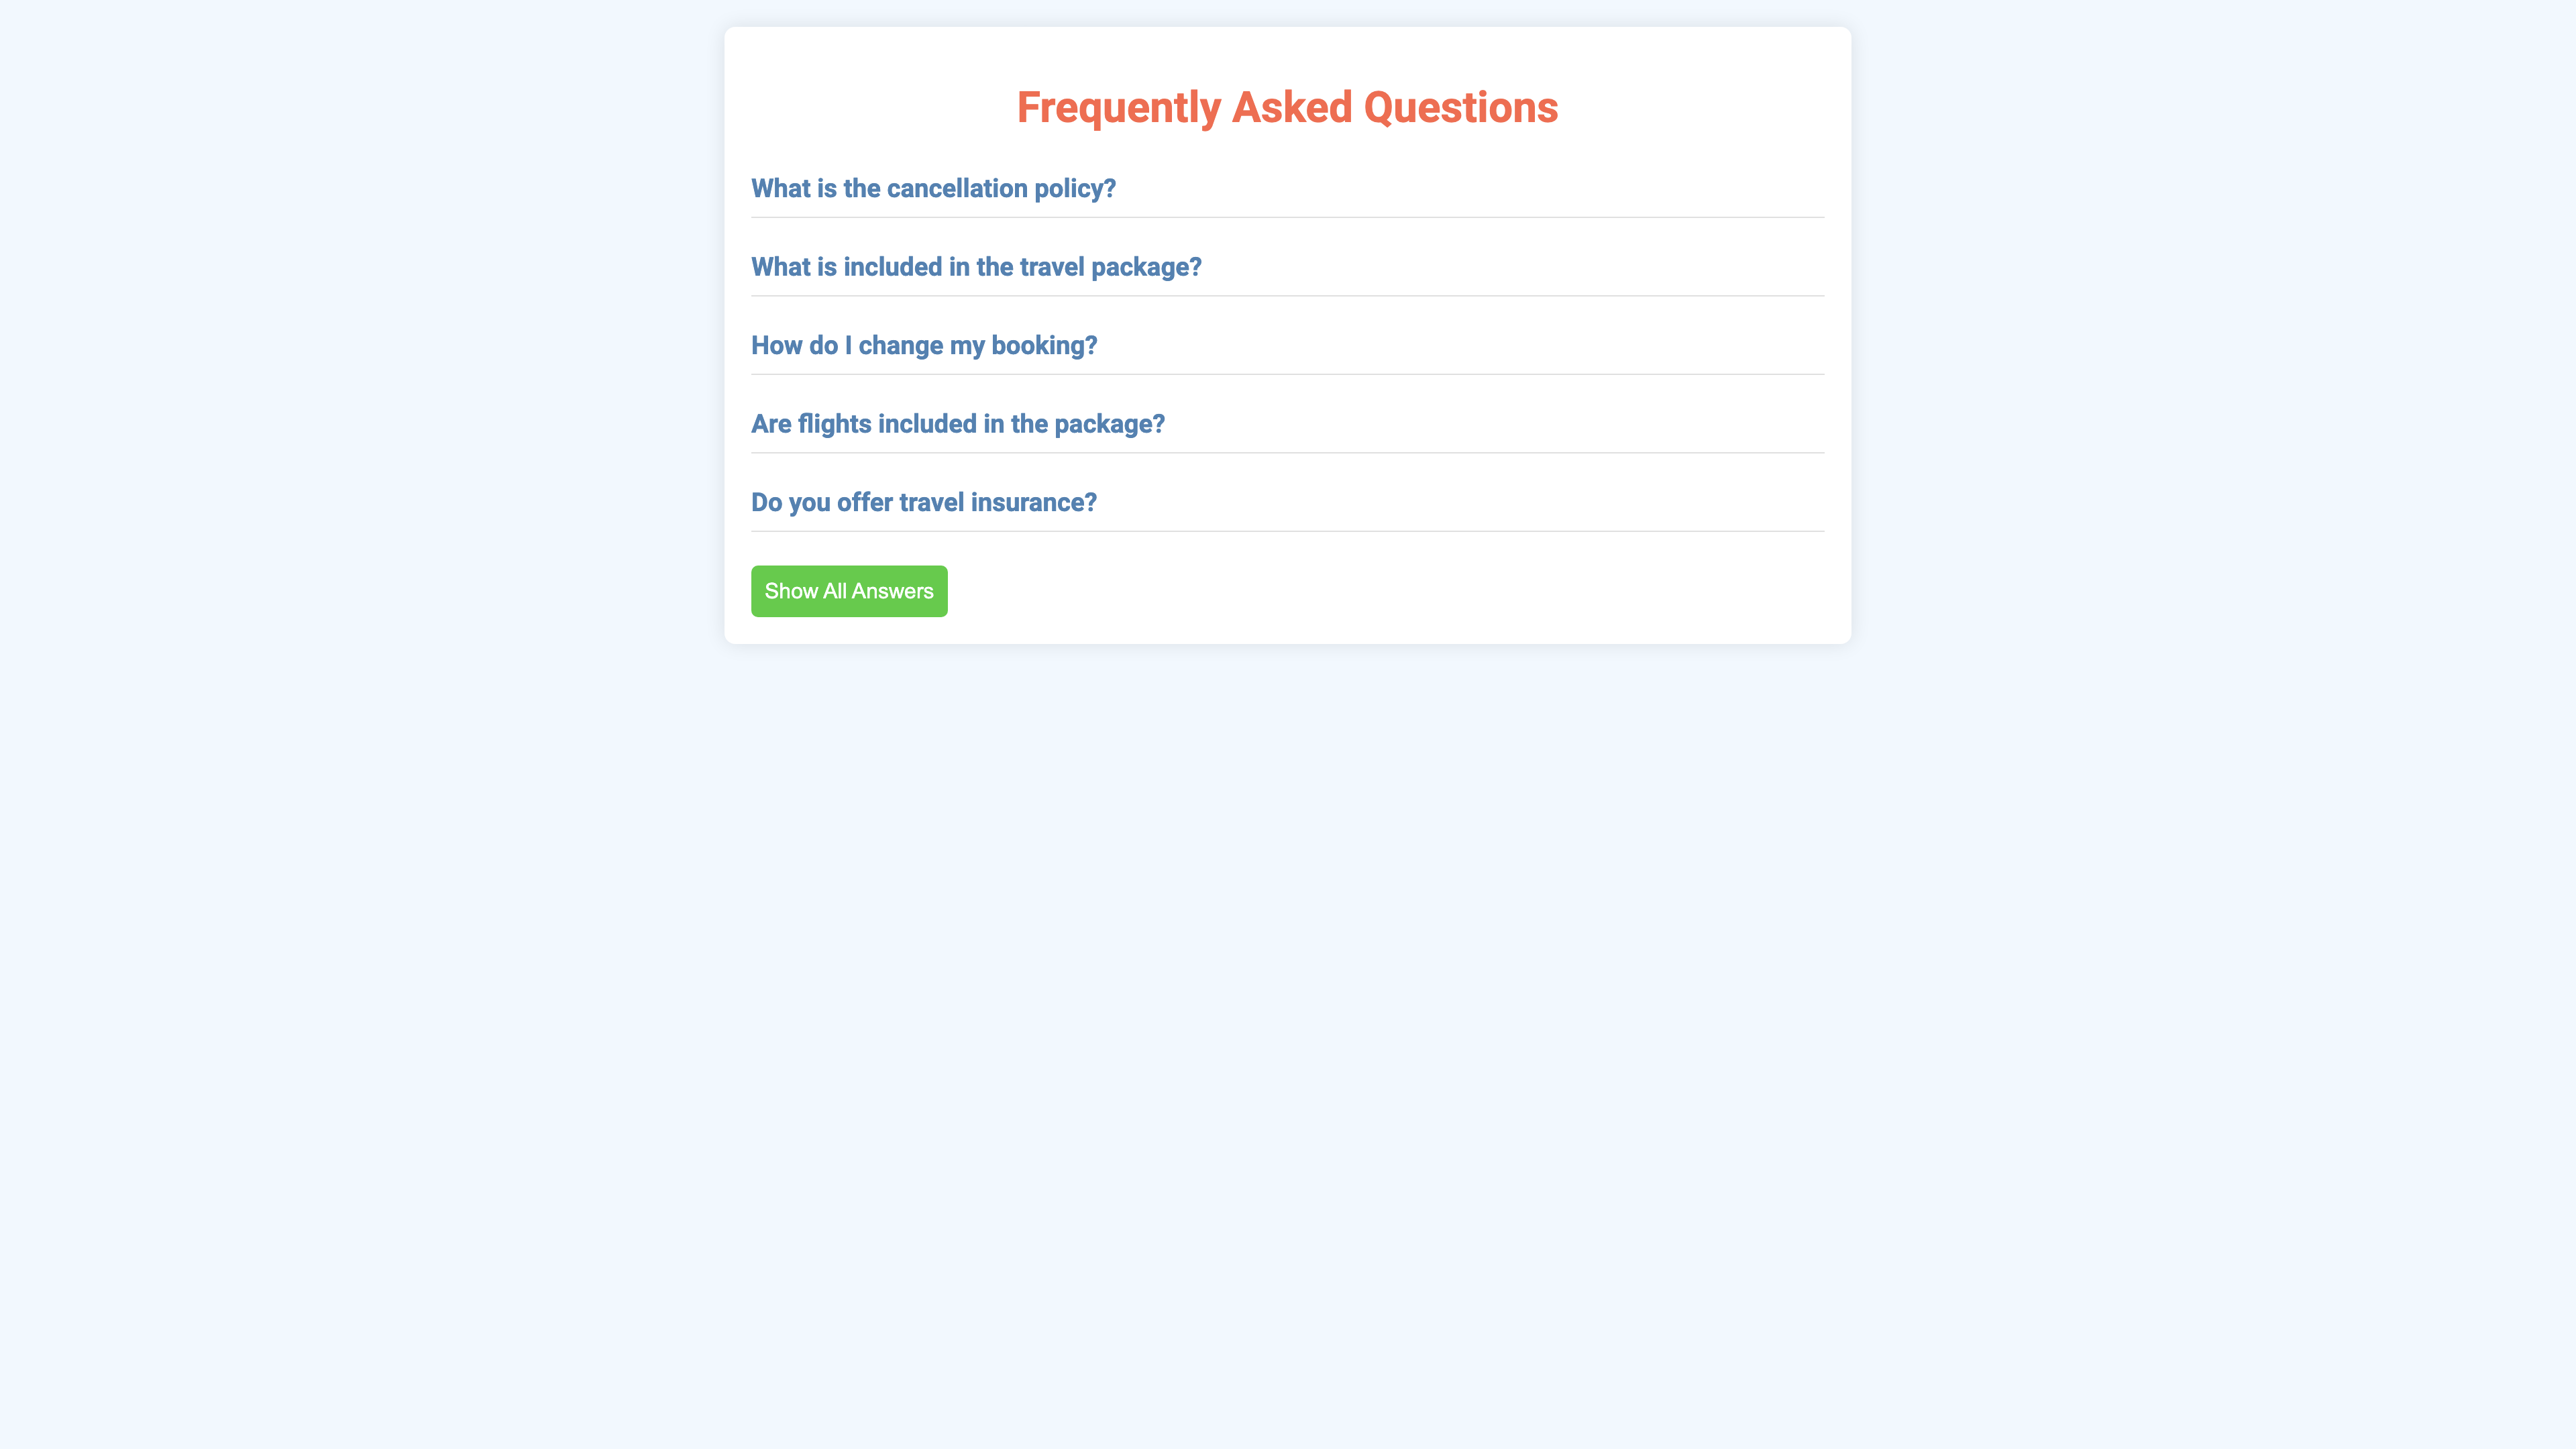 Frequently Asked Questions
What is the cancellation policy?
What is included in the travel package?
How do I change my booking?
Are flights included in the package?
Do you offer travel insurance?
Show All Answers